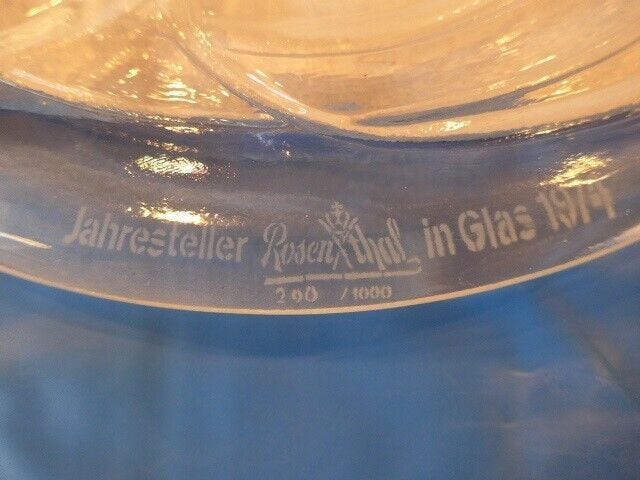 Jahresteller Rosenthal in Glas 1974
290 /1000